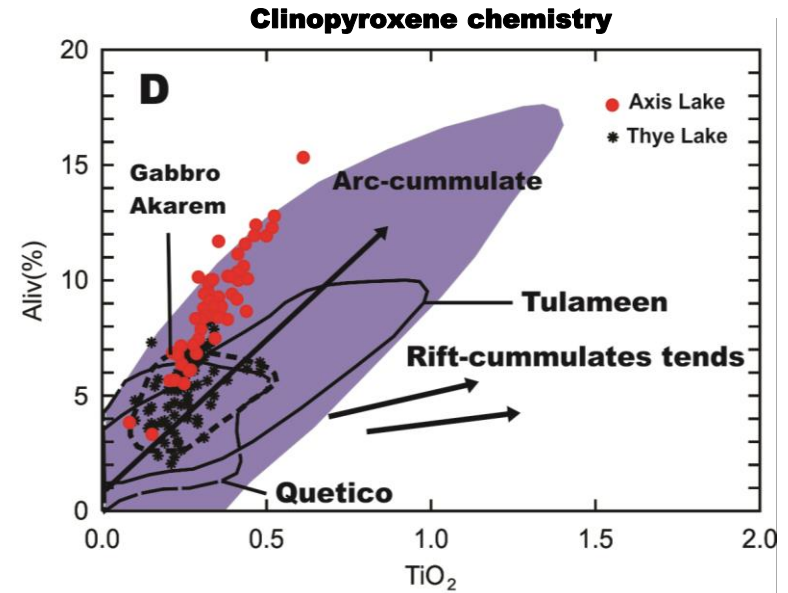 Clinopyroxene chemistry
20
D
Axis Lake
Thye Lake
15
Gabbro
Akarem
Arc-cummulate
Aliv(%)
10
Tulameen
Rift-cummulates tends
5
Quetico
0
0.0 0.5 1.0 1.5 2.0
TiO₂